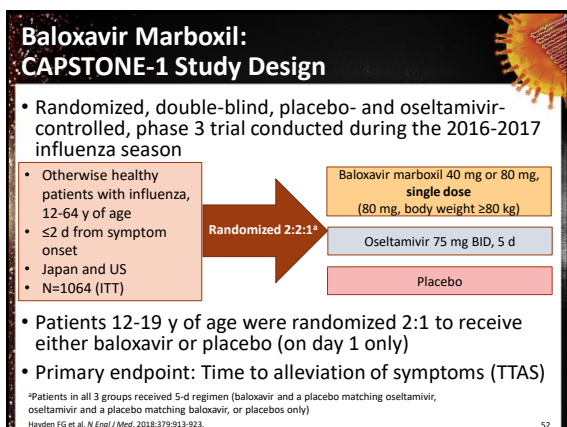 Baloxavir Marboxil:
CAPSTONE-1 Study Design
• Randomized, double-blind, placebo- and oseltamivir-
controlled, phase 3 trial conducted during the 2016-2017
influenza season
• Otherwise healthy
patients with influenza,
12-64 y of age
• ≤2 d from symptom
onset
• Japan and US
• N=1064 (ITT)
Randomized 2:2:1ᵃ
Baloxavir marboxil 40 mg or 80 mg,
single dose
(80 mg, body weight ≥80 kg)
Oseltamivir 75 mg BID, 5 d
Placebo
• Patients 12-19 y of age were randomized 2:1 to receive
either baloxavir or placebo (on day 1 only)
• Primary endpoint: Time to alleviation of symptoms (TTAS)
ᵃPatients in all 3 groups received 5-d regimen (baloxavir and a placebo matching oseltamivir,
oseltamivir and a placebo matching baloxavir, or placebos only)
Hayden FG et al. N Engl J Med. 2018;379:913-923.
52